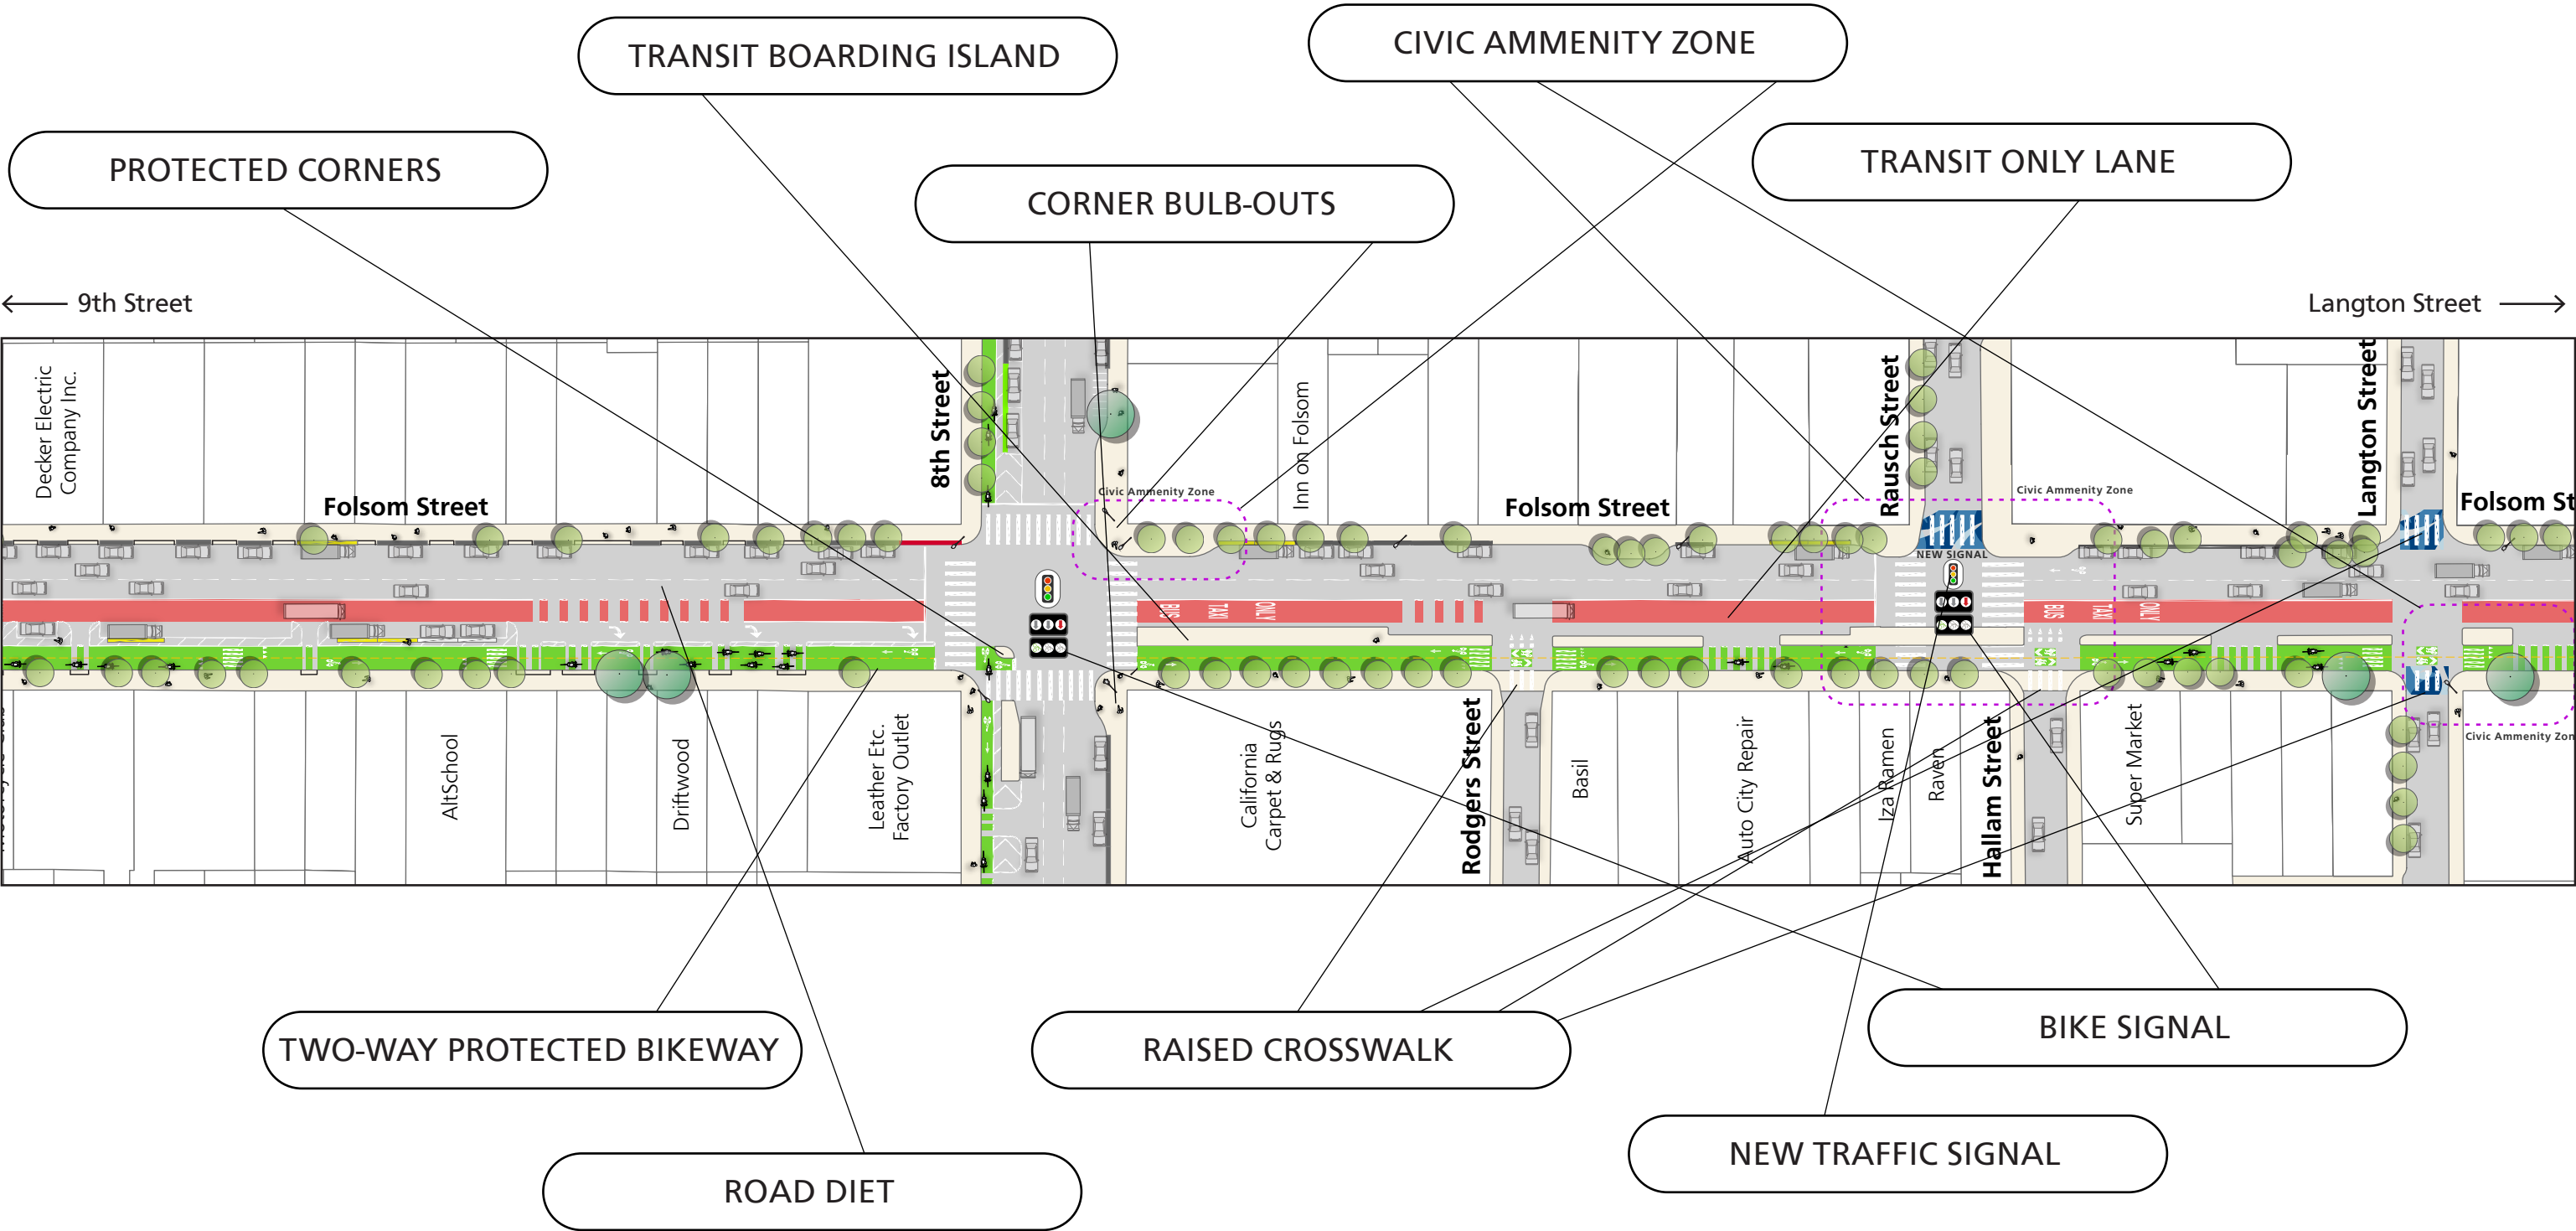 TRANSIT BOARDING ISLAND
CIVIC AMMENITY ZONE
PROTECTED CORNERS
CORNER BULB-OUTS
TRANSIT ONLY LANE
9th Street
Langton Street
Decker Electric
Company Inc.
Folsom Street
8th Street
Civic Ammenity Zone
Inn on Folsom
Folsom Street
Rausch Street
NEW SIGNAL
Civic Ammenity Zone
Langton Street
Folsom St
BUS
TAXI
ONLY
BUS
TAXI
ONLY
AltSchool
Driftwood
Leather Etc.
Factory Outlet
California
Carpet & Rugs
Rodgers Street
Basil
Auto City Repair
Iza Ramen
Raven
Hallam Street
Super Market
Civic Ammenity Zon
TWO-WAY PROTECTED BIKEWAY
RAISED CROSSWALK
BIKE SIGNAL
NEW TRAFFIC SIGNAL
ROAD DIET